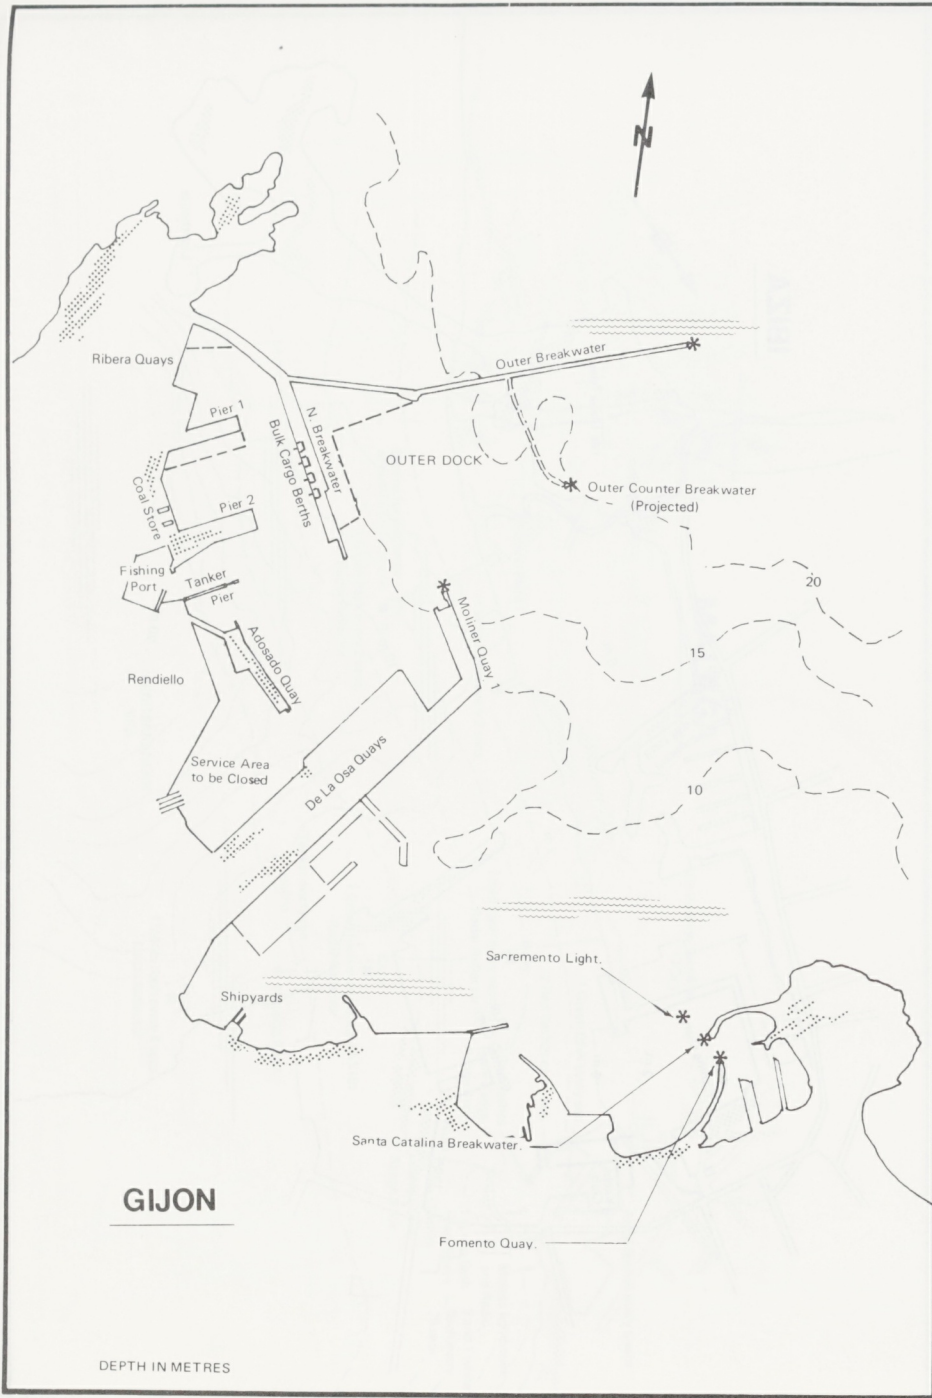 N
Ribera Quays
Outer Breakwater
Pier 1
N. Breakwater
Bulk Cargo Berths
OUTER DOCK
Coal Store
Outer Counter Breakwater
(Projected)
Pier 2
Fishing
Port
Tanker
Pier
20
Moliner Quay 1
Adosado Quay
15
Rendiello
Service Area
to be Closed
De La Osa Quays
10
Sacremento Light.
Shipyards
Santa Catalina Breakwater.
GIJON
Fomento Quay.
DEPTH IN METRES